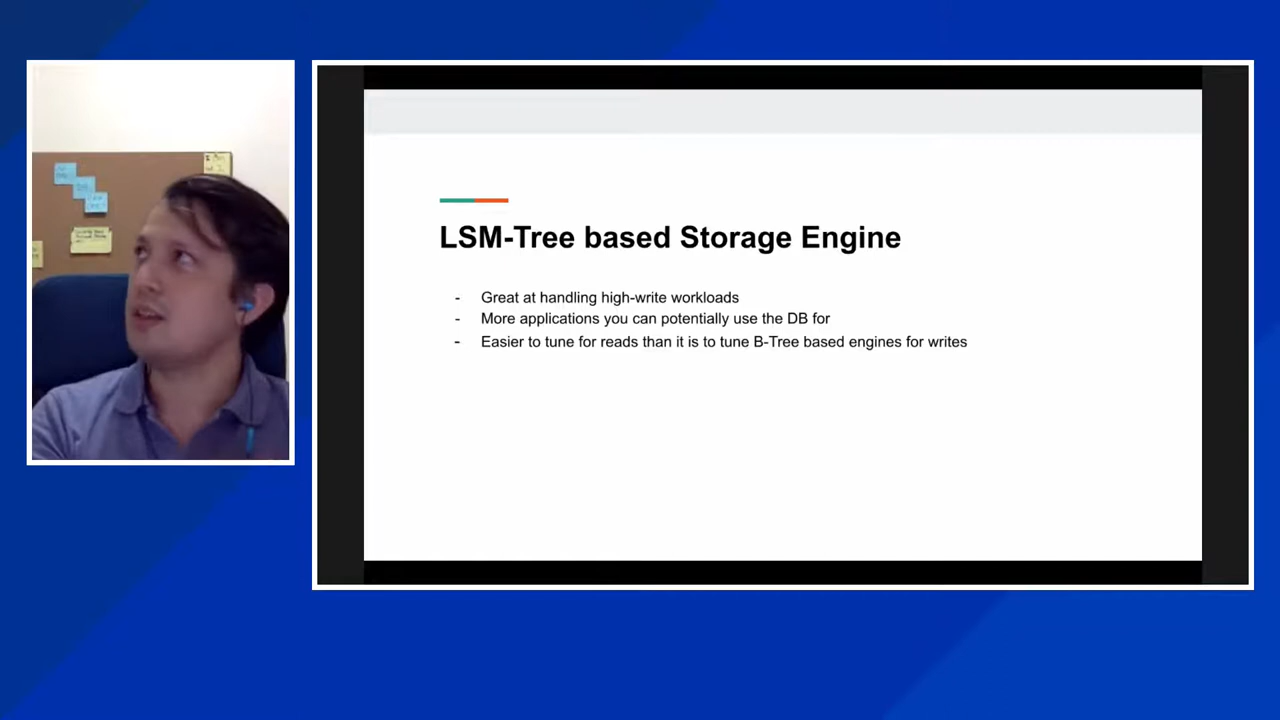 LSM-Tree based Storage Engine
- Great at handling high-write workloads
- More applications you can potentially use the DB for
- Easier to tune for reads than it is to tune B-Tree based engines for writes